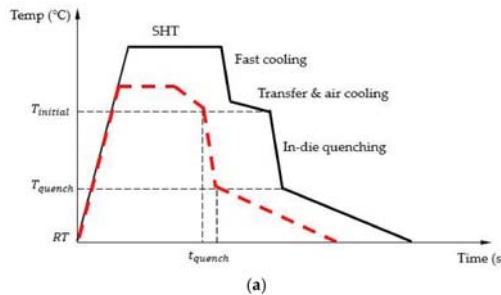 Temp (°C)
SHT
Fast cooling
Transfer & air cooling
T_initial
In-die quenching
T_quench
RT
Time (s
t_quench
(a)